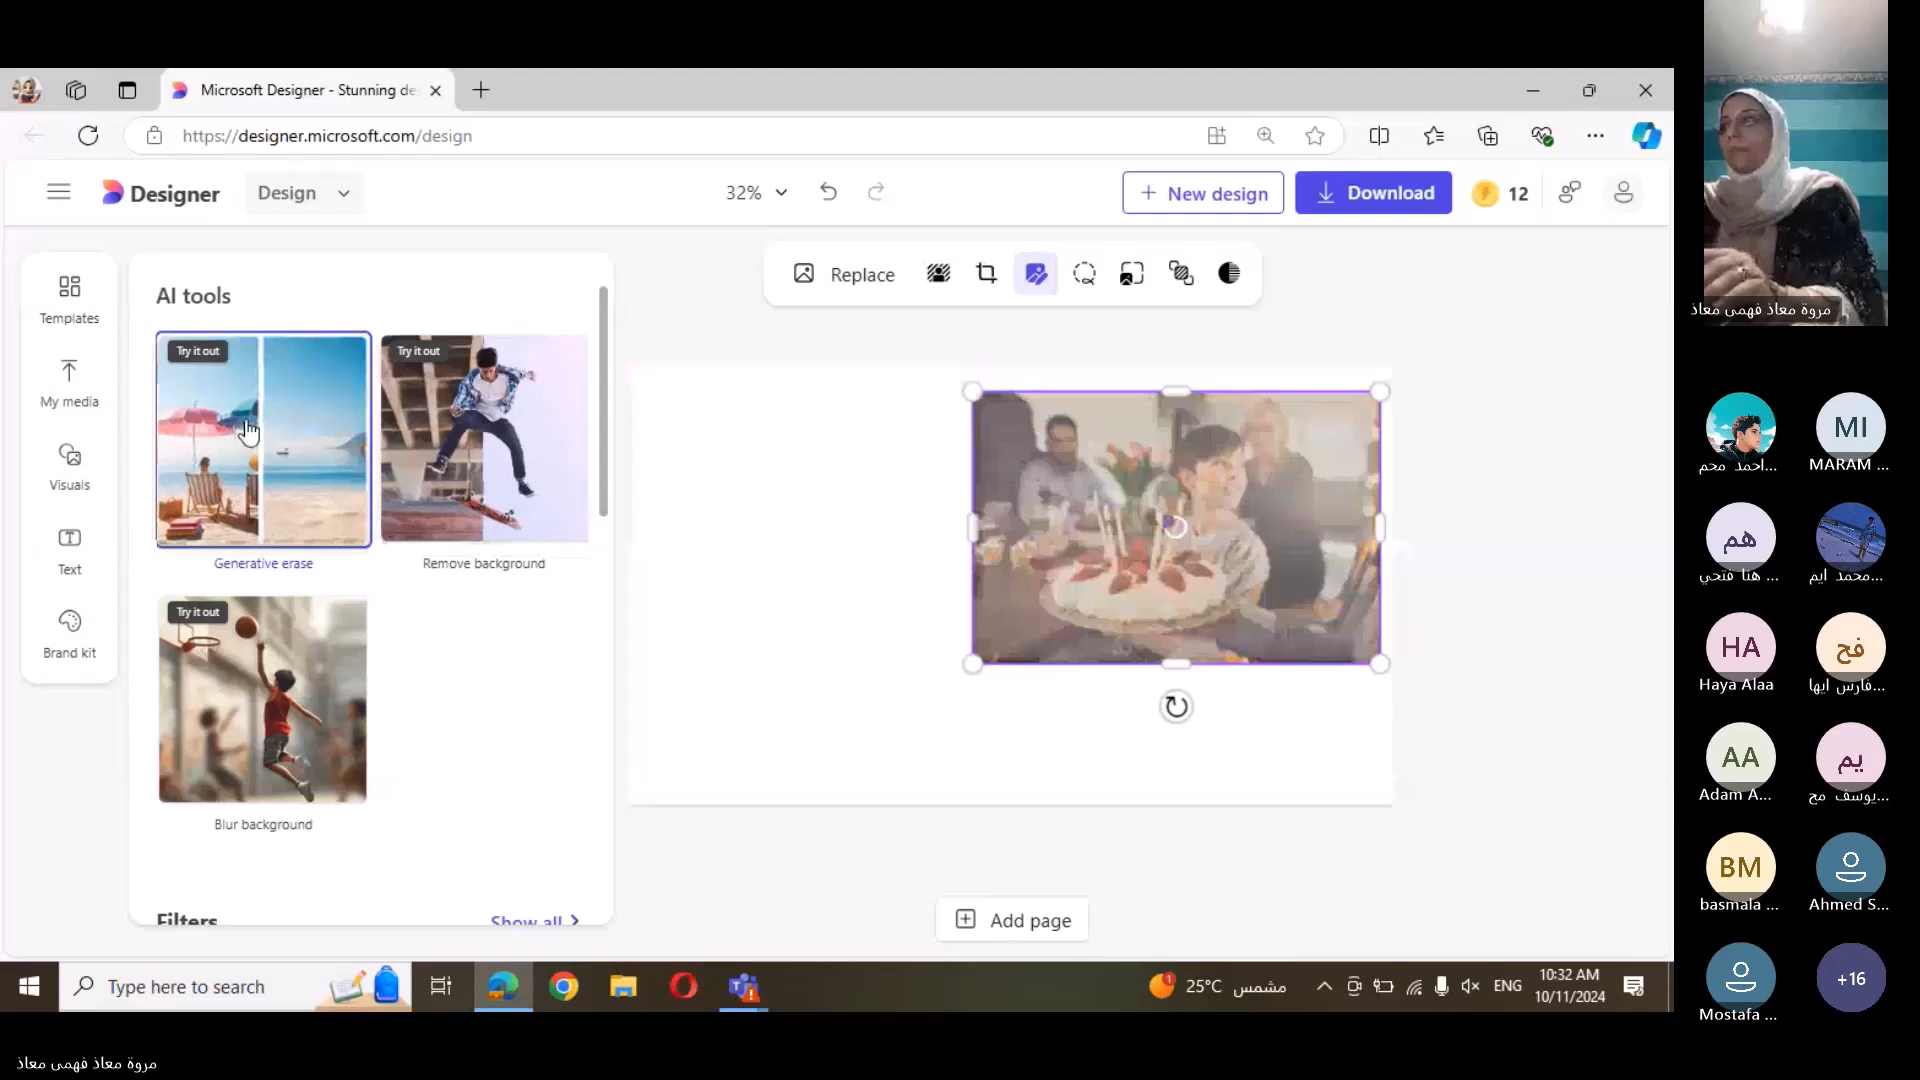 Microsoft Designer - Stunning de
https://designer.microsoft.com/design
Designer
Design
32%
New design
Download
12
Templates
My media
Visuals
Text
Brand kit
AI tools
Try it out
Try it out
Generative erase
Remove background
Try it out
Blur background
Filters
Show all
Replace
Add page
Type here to search
1
25°C
مشمس
ENG
10:32 AM
10/11/2024
مروة معاذ فهمى معاذ
احمد محم...
MI
MARAM ...
هم
هنا فتحي ...
محمد ايم...
HA
Haya Alaa
فح
فارس ايها...
AA
Adam A...
يم
يوسف مح...
BM
basmala ...
Ahmed S...
Mostafa ...
+16
مروة معاذ فهمى معاذ